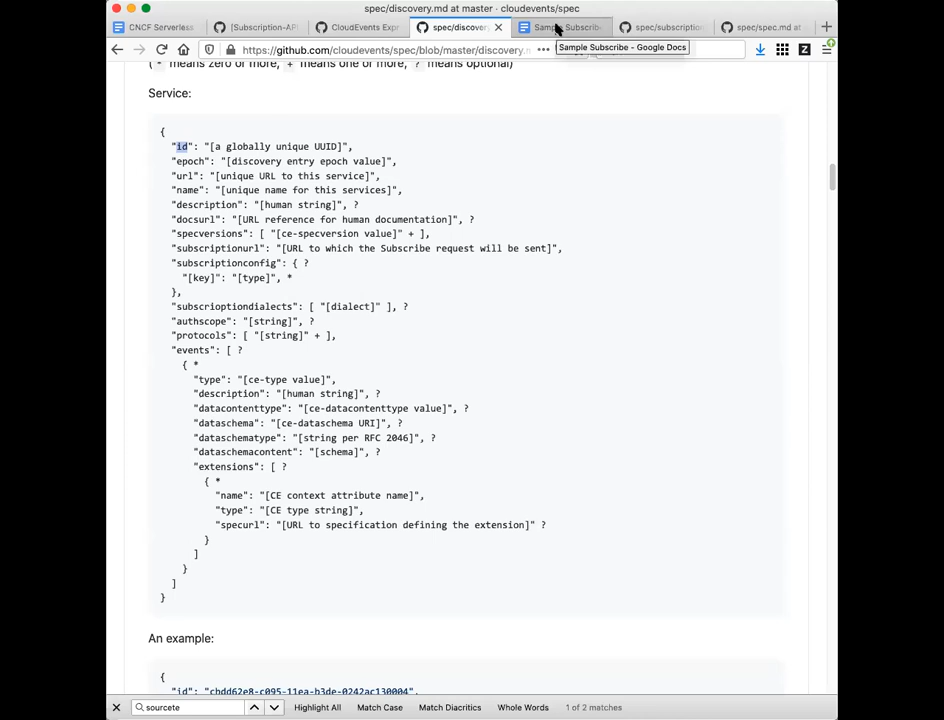 spec/discovery.md at master · cloudevents/spec
CNCF Serverless
[Subscription-API
CloudEvents Expr
spec/discovery
Sample Subscribe
spec/subscription
spec/spec.md at
https://github.com/cloudevents/spec/blob/master/discovery.m
Sample Subscribe - Google Docs
(* means zero or more, + means one or more, ? means optional)
Service:
{
"id": "[a globally unique UUID]",
"epoch": "[discovery entry epoch value]",
"url": "[unique URL to this service]",
"name": "[unique name for this services]",
"description": "[human string]", ?
"docsurl": "[URL reference for human documentation]", ?
"specversions": [ "[ce-specversion value]" + ],
"subscriptionurl": "[URL to which the Subscribe request will be sent]",
"subscriptionconfig": { ?
"[key]": "[type]", *
},
"subscrioptiondialects": [ "[dialect]" ], ?
"authscope": "[string]", ?
"protocols": [ "[string]" + ],
"events": [ ?
{ *
"type": "[ce-type value]",
"description": "[human string]", ?
"datacontenttype": "[ce-datacontenttype value]", ?
"dataschema": "[ce-dataschema URI]", ?
"dataschematype": "[string per RFC 2046]", ?
"dataschemacontent": "[schema]", ?
"extensions": [ ?
{ *
"name": "[CE context attribute name]",
"type": "[CE type string]",
"specurl": "[URL to specification defining the extension]" ?
}
]
}
]
}
An example:
{
"id": "cbdd62e8-c095-11ea-b3de-0242ac130004",
sourcete
Highlight All
Match Case
Match Diacritics
Whole Words
1 of 2 matches